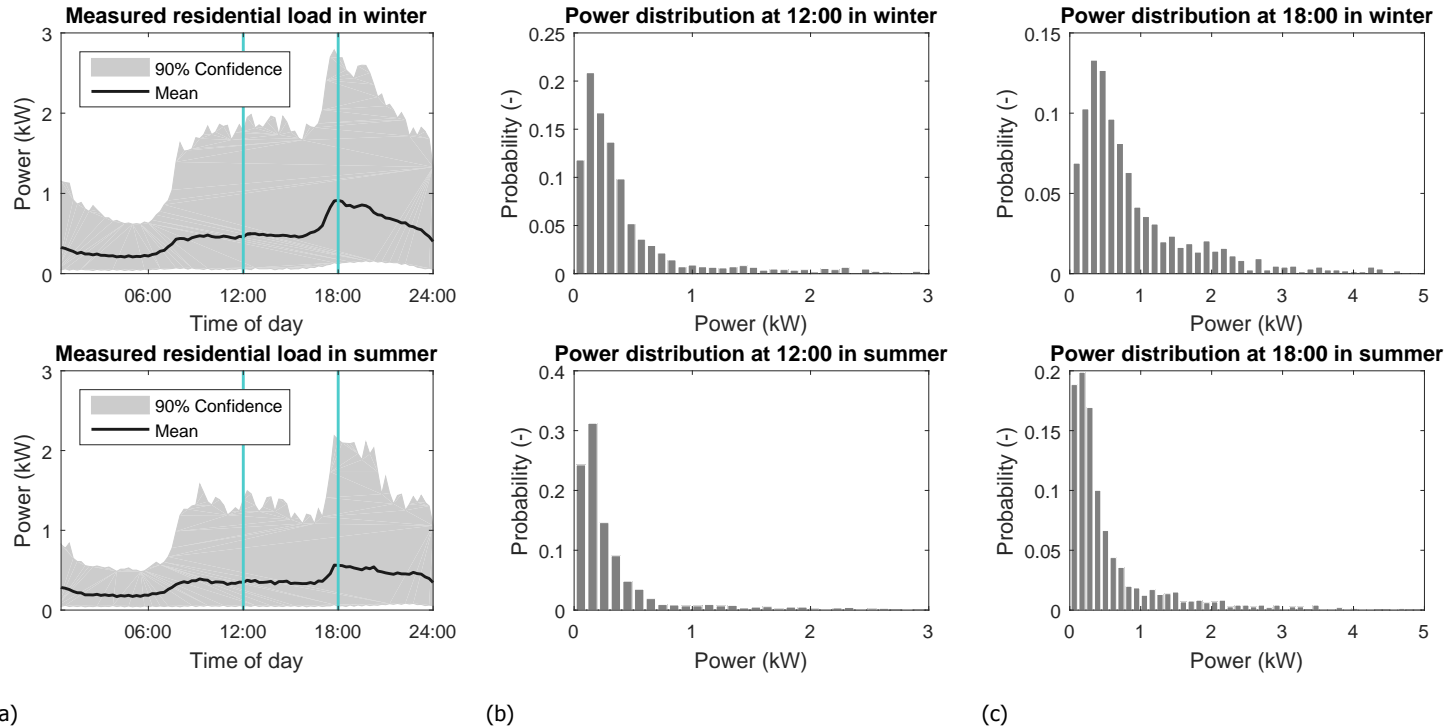 Measured residential load in winter
3
2
1
0
Power (kW)
90% Confidence
Mean
06:00 12:00 18:00 24:00
Time of day
Power distribution at 12:00 in winter
0.25
0.2
0.15
0.1
0.05
0
Probability (-)
0 1 2 3
Power (kW)
Power distribution at 18:00 in winter
0.15
0.1
0.05
0
Probability (-)
0 1 2 3 4 5
Power (kW)
Measured residential load in summer
3
2
1
0
Power (kW)
90% Confidence
Mean
06:00 12:00 18:00 24:00
Time of day
Power distribution at 12:00 in summer
0.4
0.3
0.2
0.1
0
Probability (-)
0 1 2 3
Power (kW)
Power distribution at 18:00 in summer
0.2
0.15
0.1
0.05
0
Probability (-)
0 1 2 3 4 5
Power (kW)
a) (b) (c)